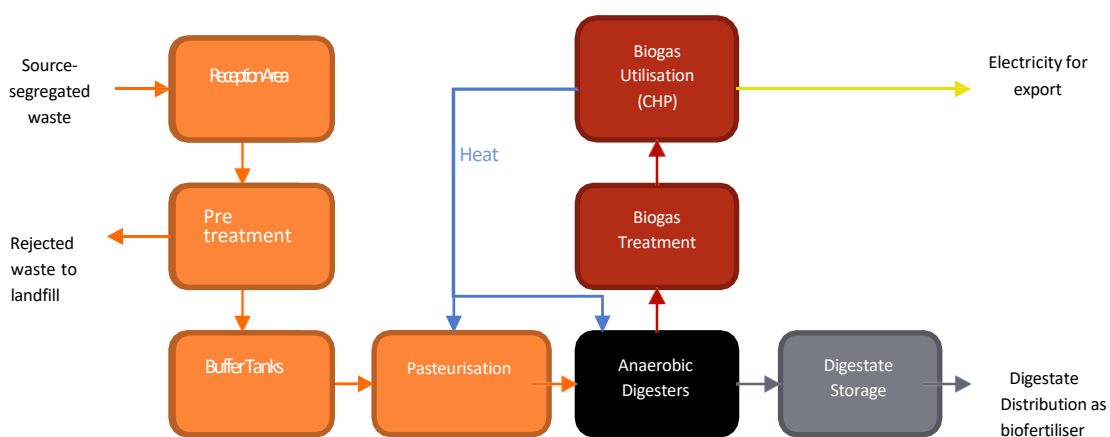 Source-
segregated
waste
Reception Area
Biogas
Utilisation
(CHP)
Electricity for
export
Heat
Pre
treatment
Biogas
Treatment
Rejected
waste to
landfill
Buffer Tanks
Pasteurisation
Anaerobic
Digesters
Digestate
Storage
Digestate
Distribution as
biofertiliser